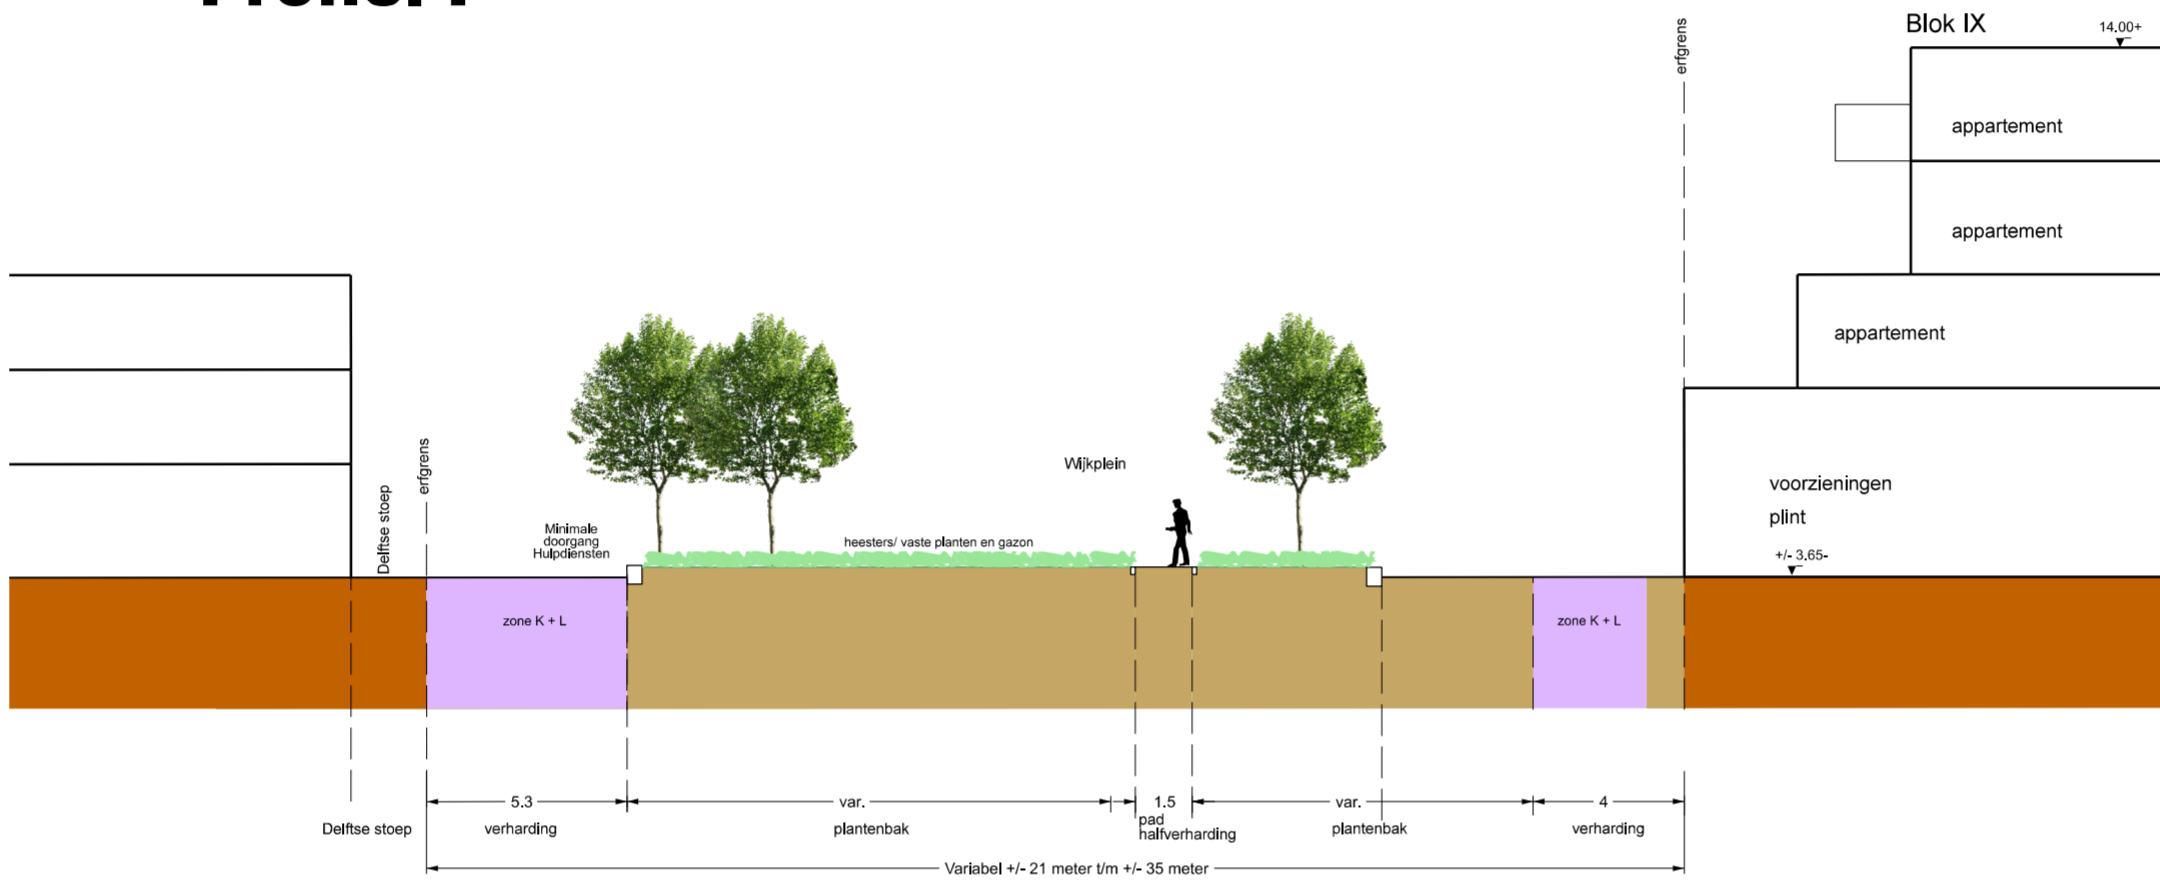 Blok IX
14.00+
erfgrens
appartement
appartement
appartement
erfgrens
Wijkplein
Delftse stoep
Minimale
doorgang
Hulpdiensten
heesters/ vaste planten en gazon
voorzieningen
plint
+/- 3.65-
zone K + L
zone K + L
5.3
var.
1.5
var.
4
Delftse stoep
verharding
plantenbak
pad
halfverharding
plantenbak
verharding
Variabel +/- 21 meter t/m +/- 35 meter